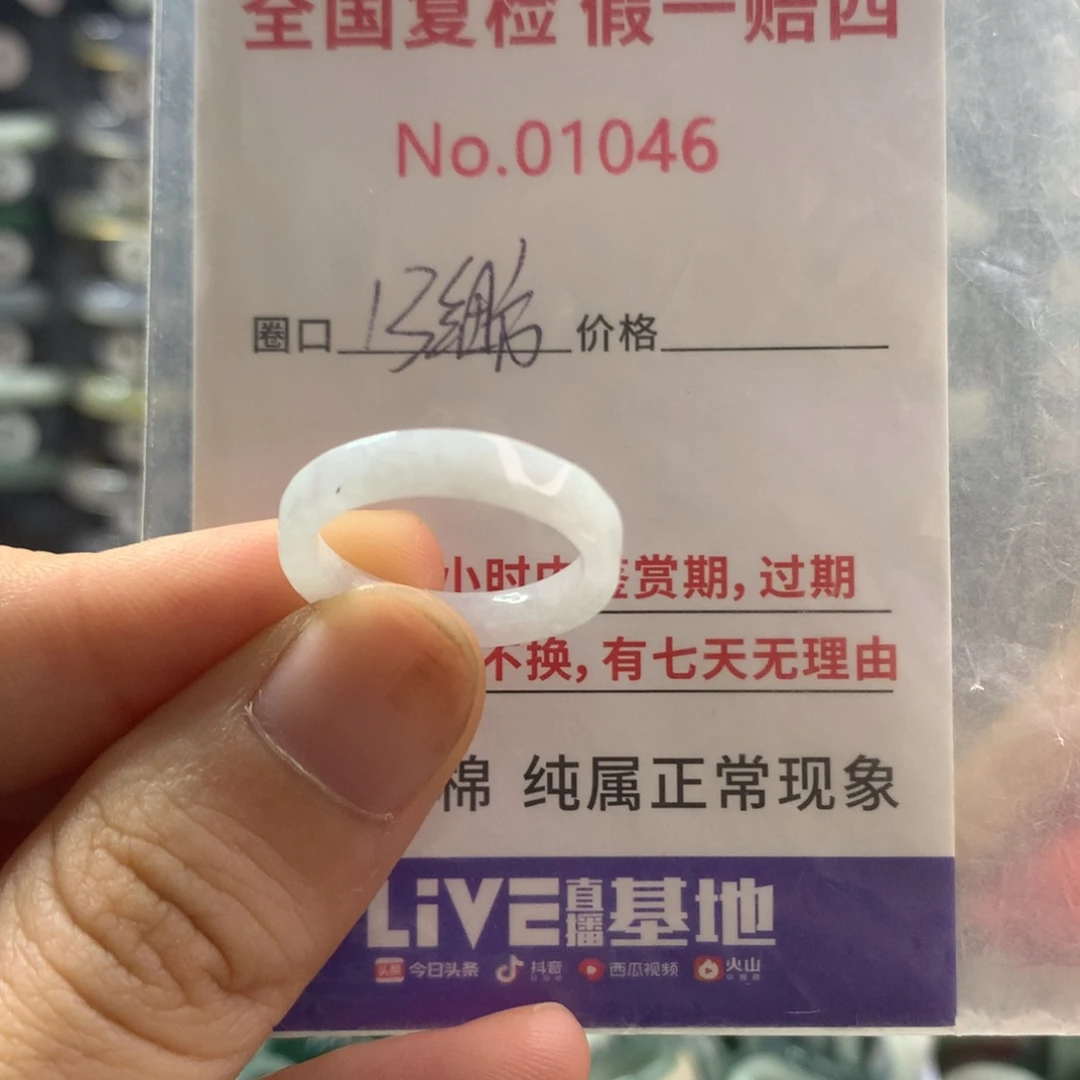 全国复检 假一赔四
No.01046
圈口 13细 价格
小时内鉴赏期,过期
不换,有七天无理由
棉 纯属正常现象
LiVE直播基地
今日头条 抖音 西瓜视频 火山